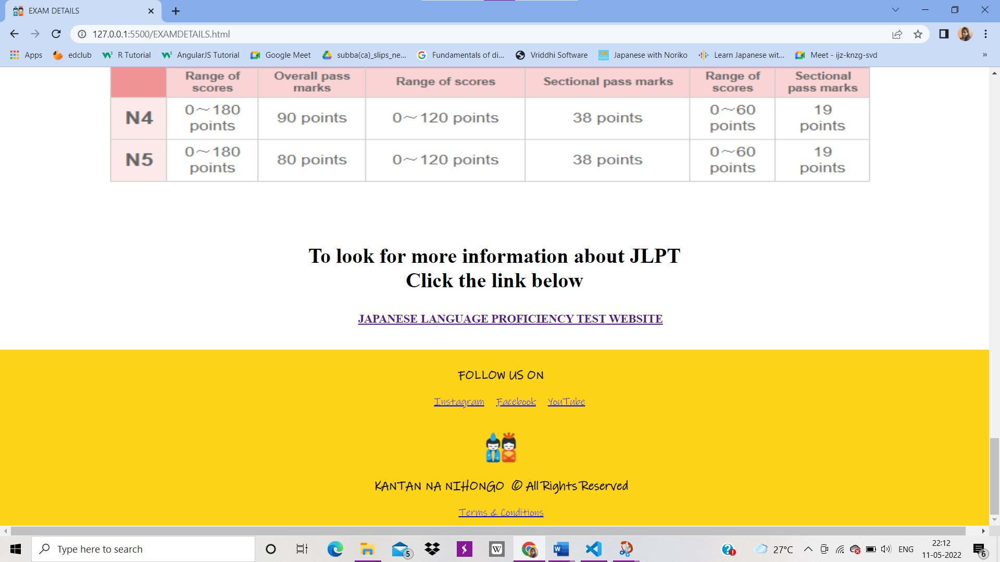 EXAM DETAILS
127.0.0.1:5500/EXAMDETAILS.html
Apps edclub R Tutorial AngularJS Tutorial Google Meet subba(ca)_slips_ne... Fundamentals of di... Vriddhi Software Japanese with Noriko Learn Japanese wit... Meet - ijz-knzg-svd »
Range of scores Overall pass marks Range of scores Sectional pass marks Range of scores Sectional pass marks
N4 0～180 points 90 points 0～120 points 38 points 0～60 points 19 points
N5 0～180 points 80 points 0～120 points 38 points 0～60 points 19 points
To look for more information about JLPT
Click the link below
JAPANESE LANGUAGE PROFICIENCY TEST WEBSITE
FOLLOW US ON
Instagram Facebook YouTube
KANTAN NA NIHONGO © All Rights Reserved
Terms & Conditions
Type here to search 5 W W 27°C ENG 22:12 6
11-05-2022